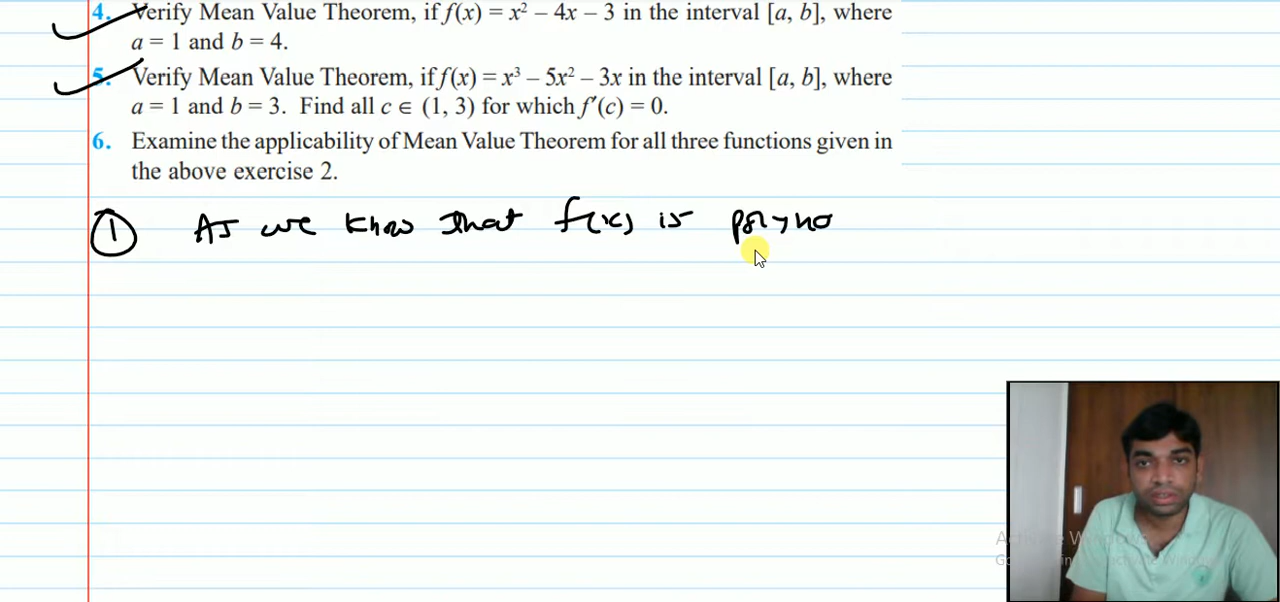 4. Verify Mean Value Theorem, if f(x) = x² – 4x – 3 in the interval [a, b], where
a = 1 and b = 4.
5. Verify Mean Value Theorem, if f(x) = x³ – 5x² – 3x in the interval [a, b], where
a = 1 and b = 3. Find all c ∈ (1, 3) for which f′(c) = 0.
6. Examine the applicability of Mean Value Theorem for all three functions given in
the above exercise 2.
① As we know that f(x) is polyno